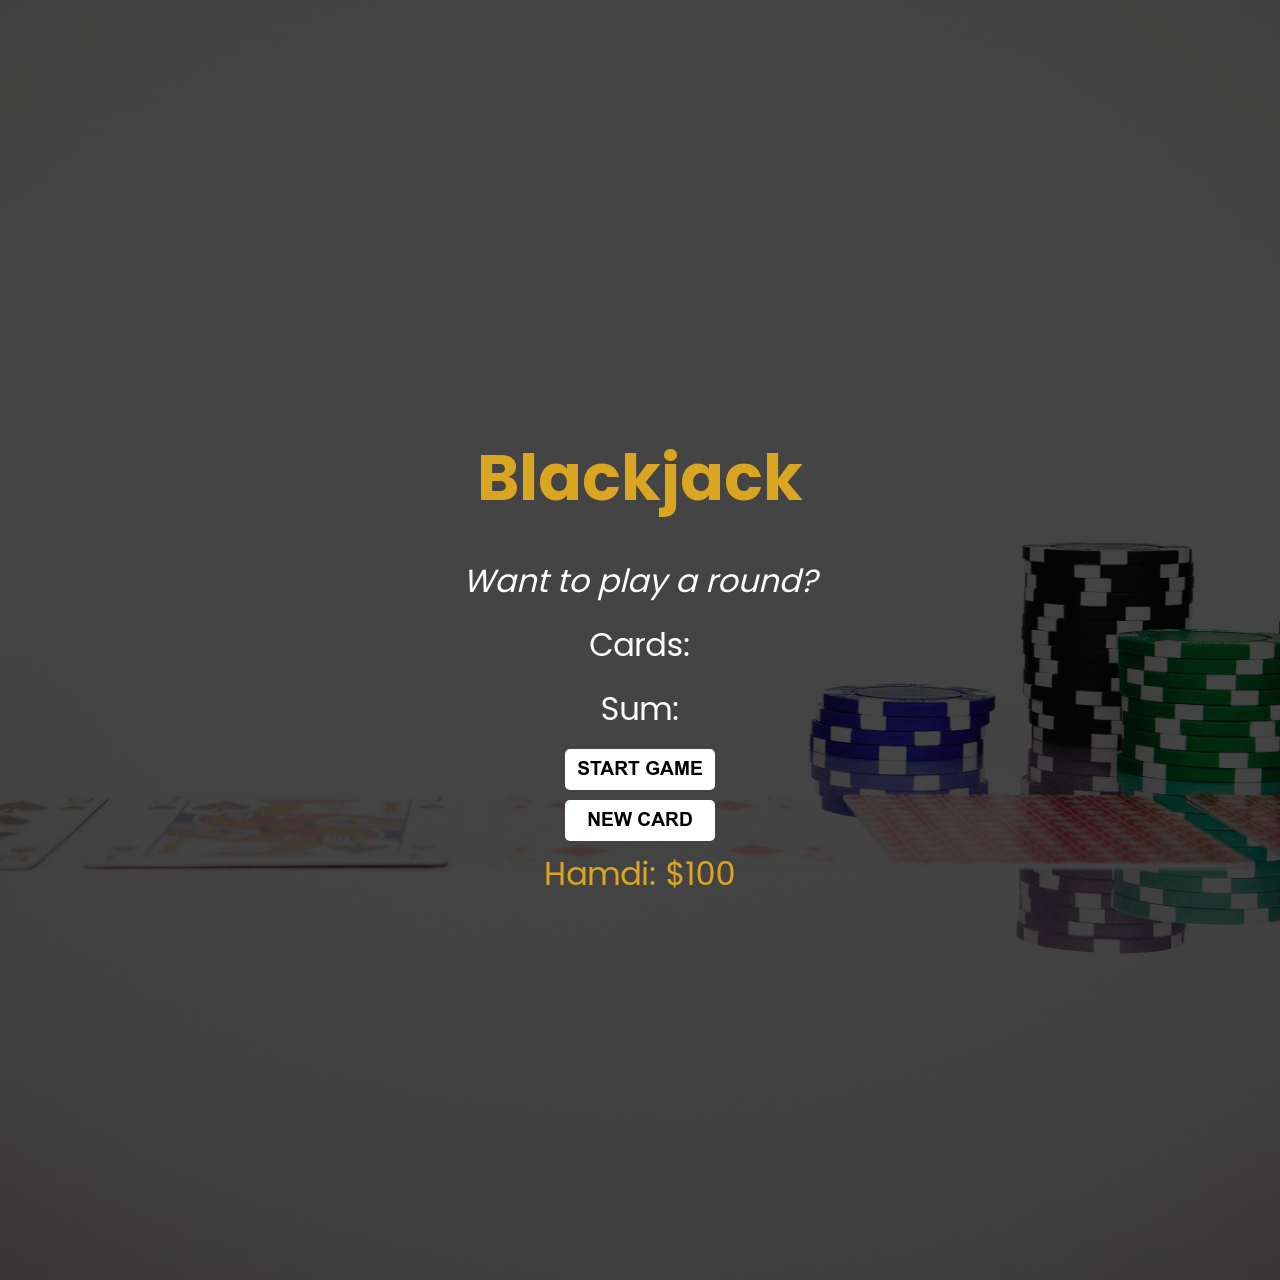 Blackjack
Want to play a round?
Cards:
Sum:
START GAME
NEW CARD
Hamdi: $100